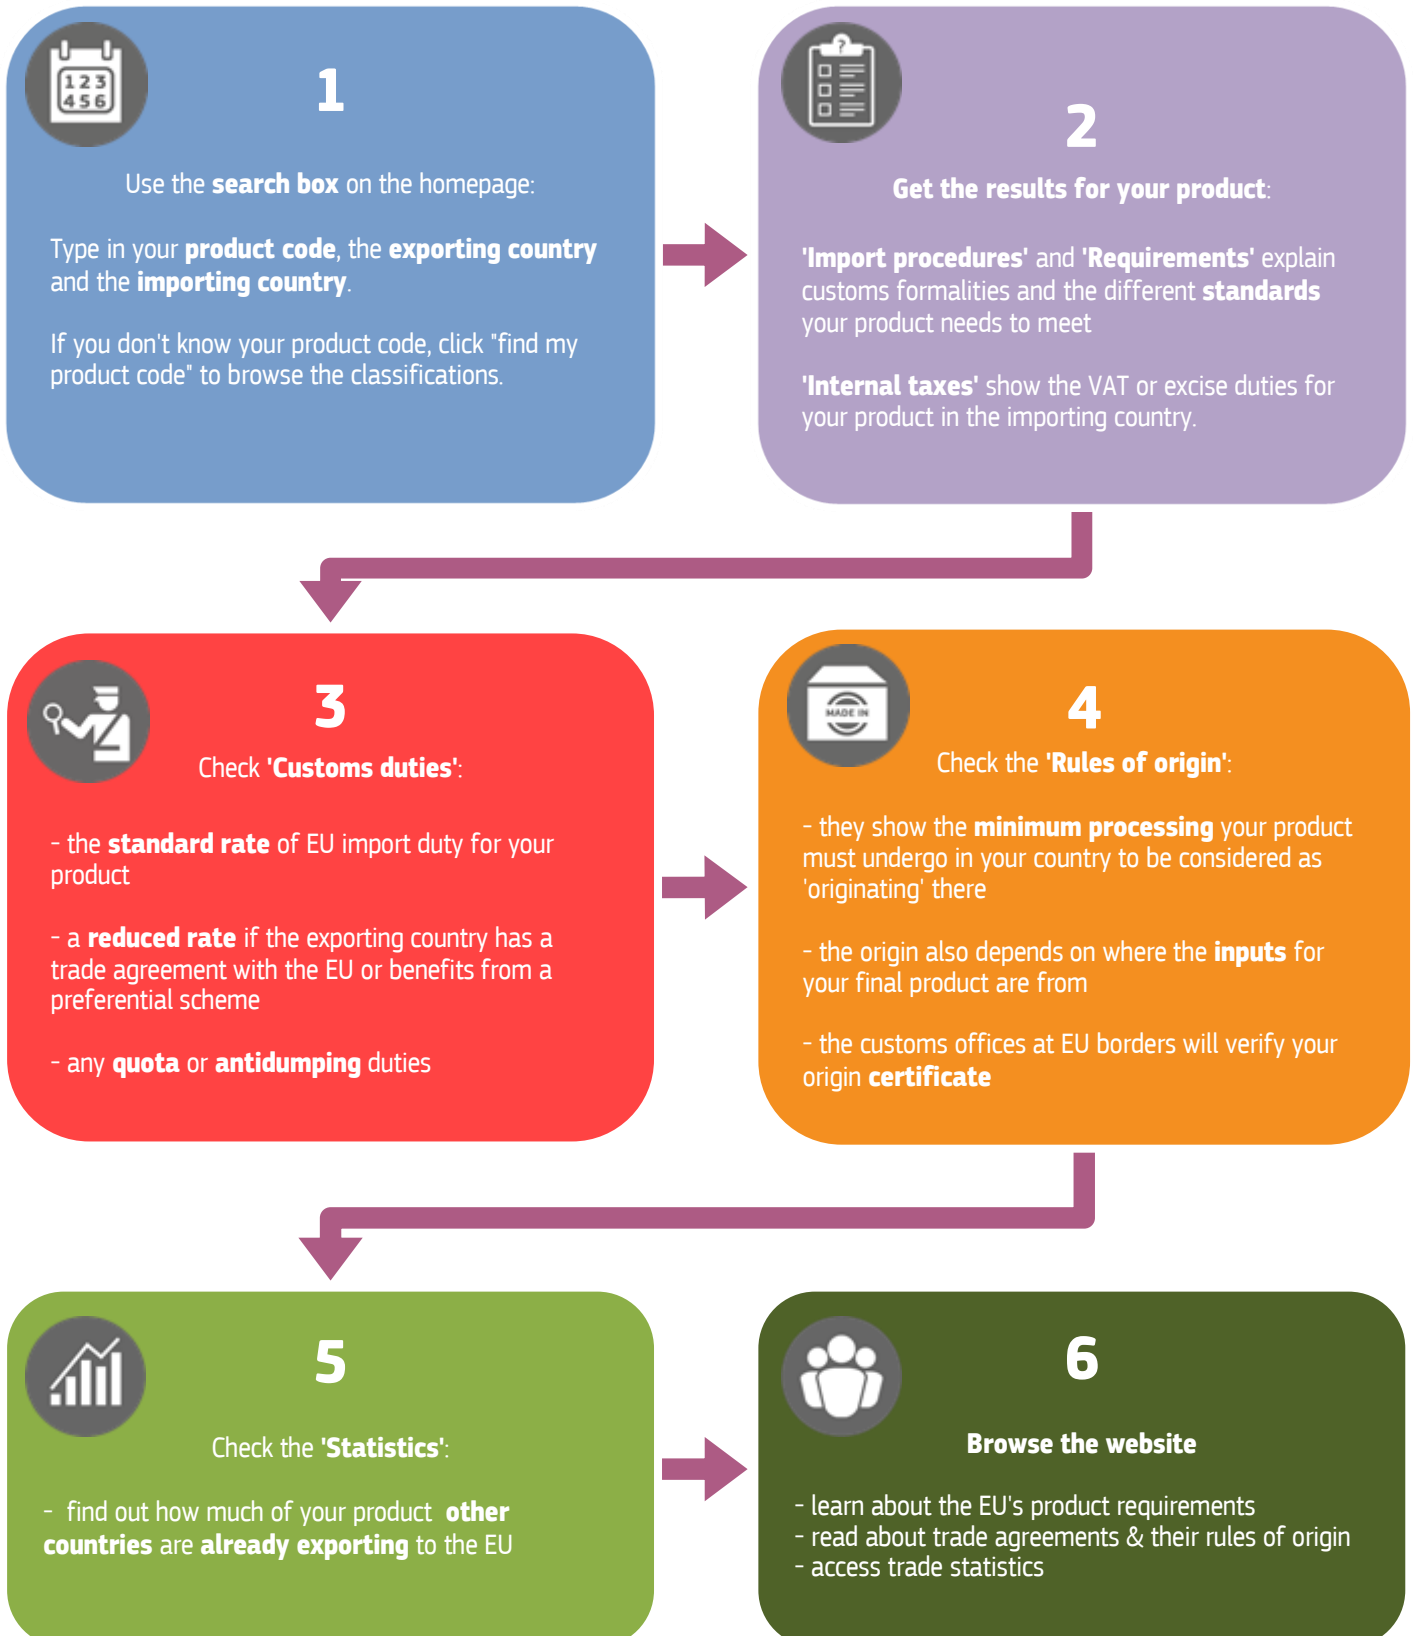 1 2 3
4 5 6
1
Use the search box on the homepage:
Type in your product code, the exporting country
and the importing country.
If you don't know your product code, click "find my
product code" to browse the classifications.
?
2
Get the results for your product:
'Import procedures' and 'Requirements' explain
customs formalities and the different standards
your product needs to meet
'Internal taxes' show the VAT or excise duties for
your product in the importing country.
3
Check 'Customs duties':
- the standard rate of EU import duty for your
product
- a reduced rate if the exporting country has a
trade agreement with the EU or benefits from a
preferential scheme
- any quota or antidumping duties
MADE IN
4
Check the 'Rules of origin':
- they show the minimum processing your product
must undergo in your country to be considered as
'originating' there
- the origin also depends on where the inputs for
your final product are from
- the customs offices at EU borders will verify your
origin certificate
5
Check the 'Statistics':
- find out how much of your product other
countries are already exporting to the EU
6
Browse the website
- learn about the EU's product requirements
- read about trade agreements & their rules of origin
- access trade statistics